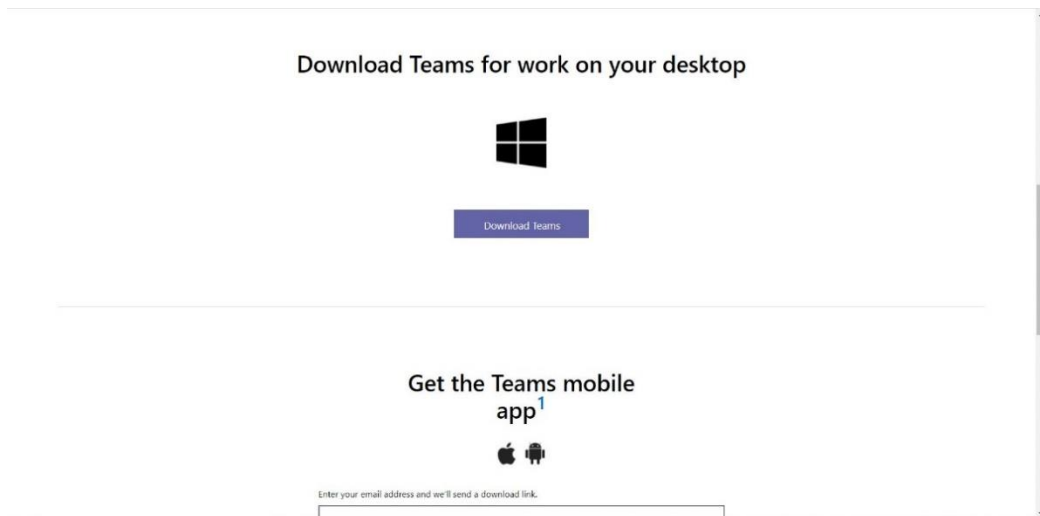 Download Teams for work on your desktop
Download Teams
Get the Teams mobile
app1
Enter your email address and we'll send a download link.